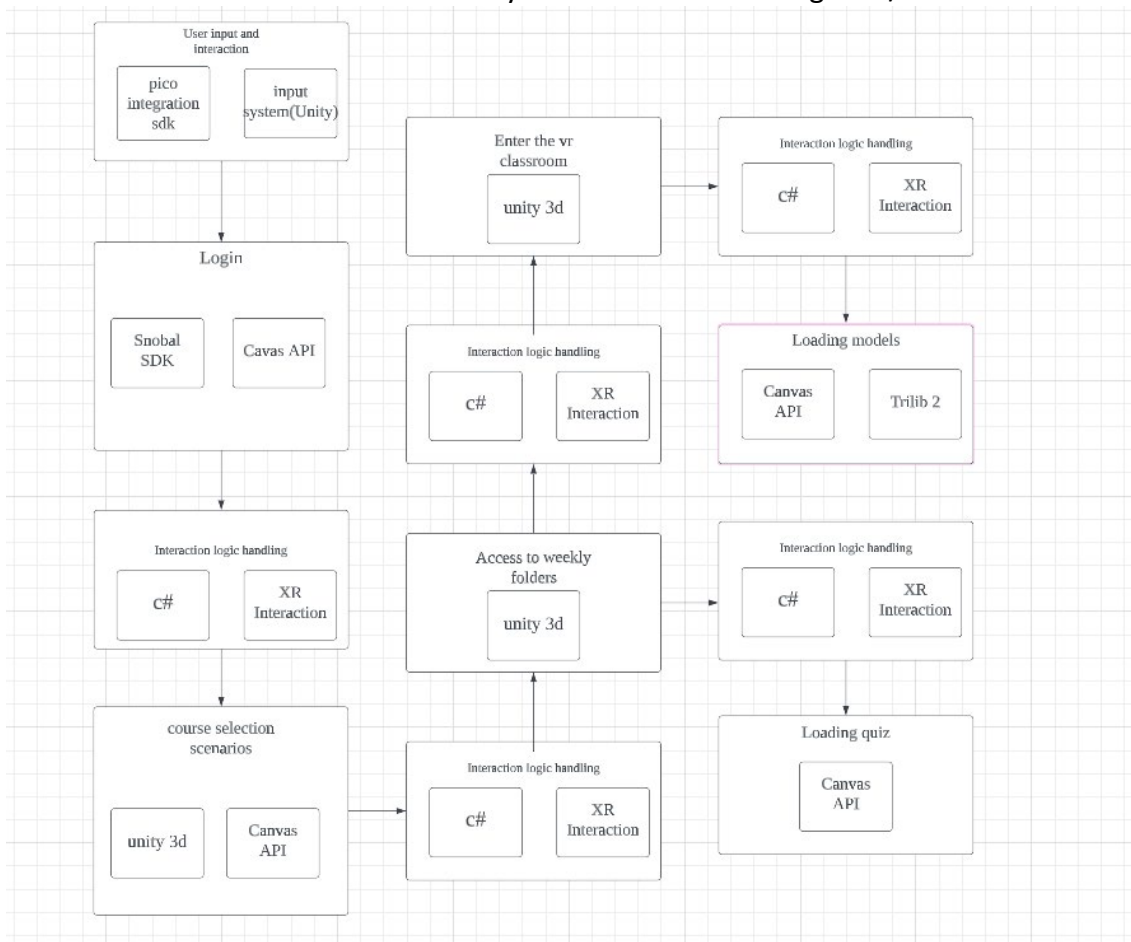 User input and
interaction
pico
integration
sdk
input
system(Unity)
Login
Snobal
SDK
Cavas API
Interaction logic handling
c#
XR
Interaction
course selection
scenarios
unity 3d
Canvas
API
Enter the vr
classroom
unity 3d
Interaction logic handling
c#
XR
Interaction
Access to weekly
folders
unity 3d
Interaction logic handling
c#
XR
Interaction
Interaction logic handling
c#
XR
Interaction
Loading models
Canvas
API
Trilib 2
Interaction logic handling
c#
XR
Interaction
Loading quiz
Canvas
API